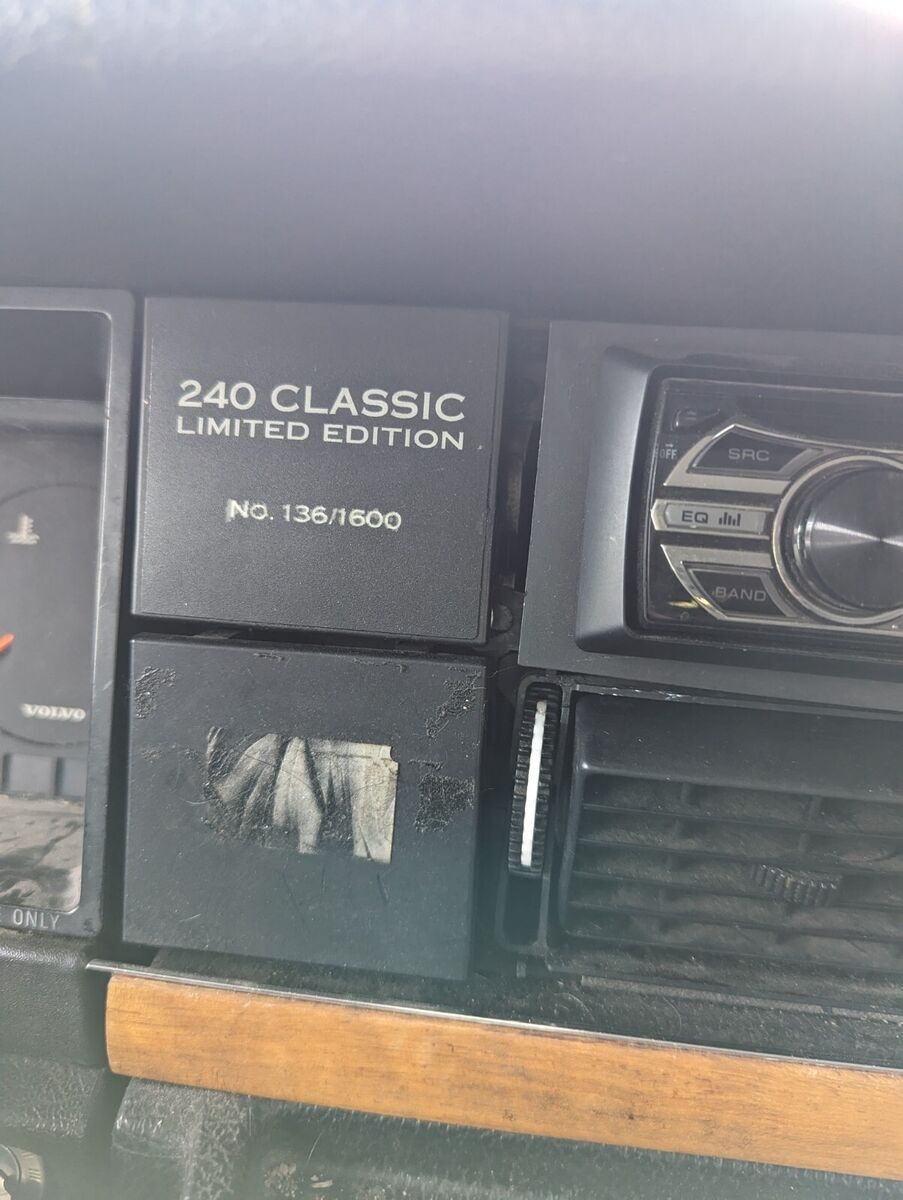 240 CLASSIC
LIMITED EDITION
No. 136/1600
OFF
SRC
EQ
BAND
VOLVO
ONLY